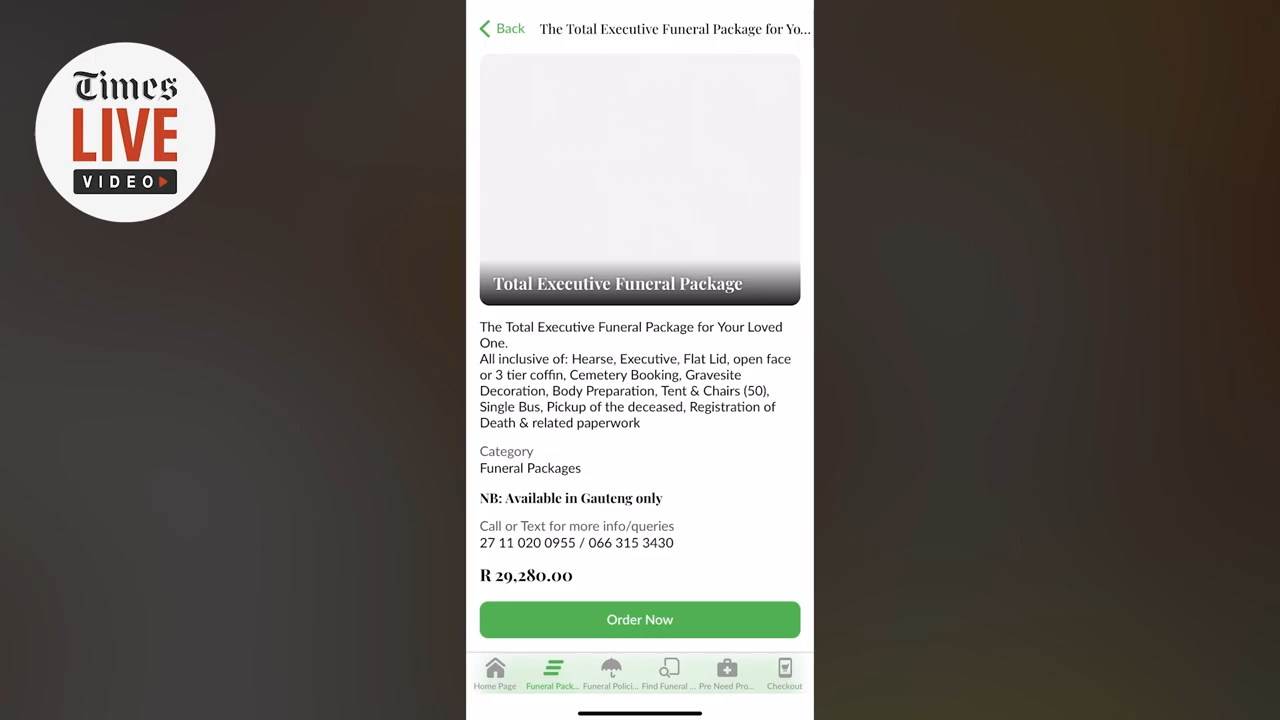 Times
LIVE
VIDEO
Back
The Total Executive Funeral Package for Yo...
Total Executive Funeral Package
The Total Executive Funeral Package for Your Loved
One.
All inclusive of: Hearse, Executive, Flat Lid, open face
or 3 tier coffin, Cemetery Booking, Gravesite
Decoration, Body Preparation, Tent & Chairs (50),
Single Bus, Pickup of the deceased, Registration of
Death & related paperwork
Category
Funeral Packages
NB: Available in Gauteng only
Call or Text for more info/queries
27 11 020 0955 / 066 315 3430
R 29,280.00
Order Now
Home Page Funeral Pack... Funeral Polici... Find Funeral ... Pre Need Pro... Checkout